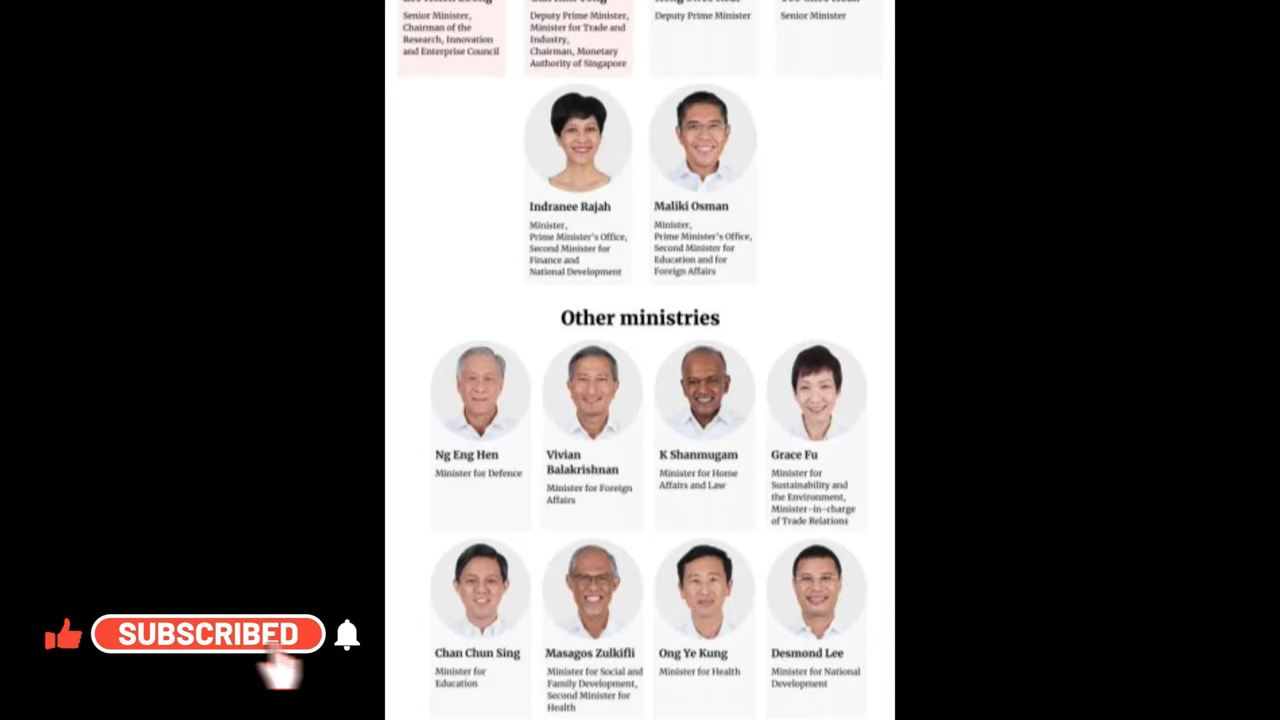 Senior Minister,
Chairman of the
Research, Innovation
and Enterprise Council
Deputy Prime Minister,
Minister for Trade and
Industry,
Chairman, Monetary
Authority of Singapore
Deputy Prime Minister
Senior Minister
Indranee Rajah
Minister,
Prime Minister's Office,
Second Minister for
Finance and
National Development
Maliki Osman
Minister,
Prime Minister's Office,
Second Minister for
Education and for
Foreign Affairs
Other ministries
Ng Eng Hen
Minister for Defence
Vivian
Balakrishnan
Minister for Foreign
Affairs
K Shanmugam
Minister for Home
Affairs and Law
Grace Fu
Minister for
Sustainability and
the Environment,
Minister-in-charge
of Trade Relations
Chan Chun Sing
Minister for
Education
Masagos Zulkifli
Minister for Social and
Family Development,
Second Minister for
Health
Ong Ye Kung
Minister for Health
Desmond Lee
Minister for National
Development
SUBSCRIBED